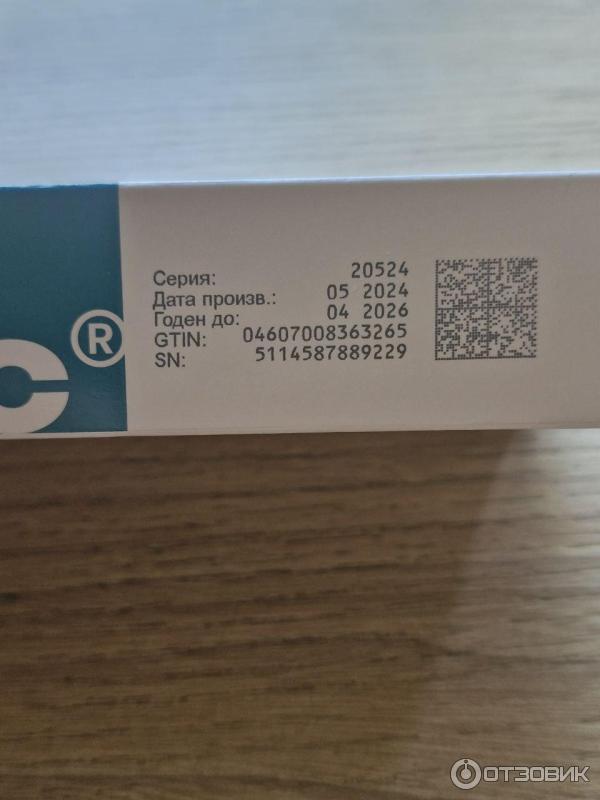 Серия: 20524
Дата произв.: 05 2024
Годен до: 04 2026
GTIN: 04607008363265
SN: 5114587889229
с®
ОТЗОВИК